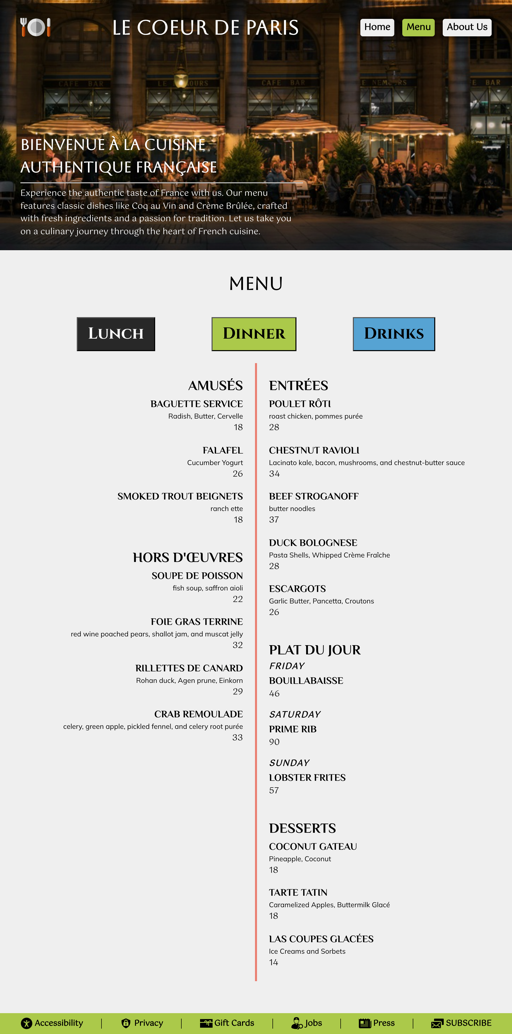 LE COEUR DE PARIS
Home
Menu
About Us
BIENVENUE À LA CUISINE
AUTHENTIQUE FRANÇAISE
Experience the authentic taste of France with us. Our menu
features classic dishes like Coq au Vin and Crème Brûlée, crafted
with fresh ingredients and a passion for tradition. Let us take you
on a culinary journey through the heart of French cuisine.
MENU
Lunch
Dinner
Drinks
AMUSÉS
BAGUETTE SERVICE
Radish, Butter, Cervelle
18
FALAFEL
Cucumber Yogurt
26
SMOKED TROUT BEIGNETS
ranch ette
18
HORS D'ŒUVRES
SOUPE DE POISSON
fish soup, saffron aioli
22
FOIE GRAS TERRINE
red wine poached pears, shallot jam, and muscat jelly
32
RILLETTES DE CANARD
Rohan duck, Agen prune, Einkorn
29
CRAB REMOULADE
celery, green apple, pickled fennel, and celery root purée
33
ENTRÉES
POULET RÔTI
roast chicken, pommes purée
28
CHESTNUT RAVIOLI
Lacinato kale, bacon, mushrooms, and chestnut-butter sauce
34
BEEF STROGANOFF
butter noodles
37
DUCK BOLOGNESE
Pasta Shells, Whipped Crème Fraîche
28
ESCARGOTS
Garlic Butter, Pancetta, Croutons
26
PLAT DU JOUR
FRIDAY
BOUILLABAISSE
46
SATURDAY
PRIME RIB
90
SUNDAY
LOBSTER FRITES
57
DESSERTS
COCONUT GATEAU
Pineapple, Coconut
18
TARTE TATIN
Caramelized Apples, Buttermilk Glacé
18
LAS COUPES GLACÉES
Ice Creams and Sorbets
14
Accessibility
Privacy
Gift Cards
Jobs
Press
SUBSCRIBE